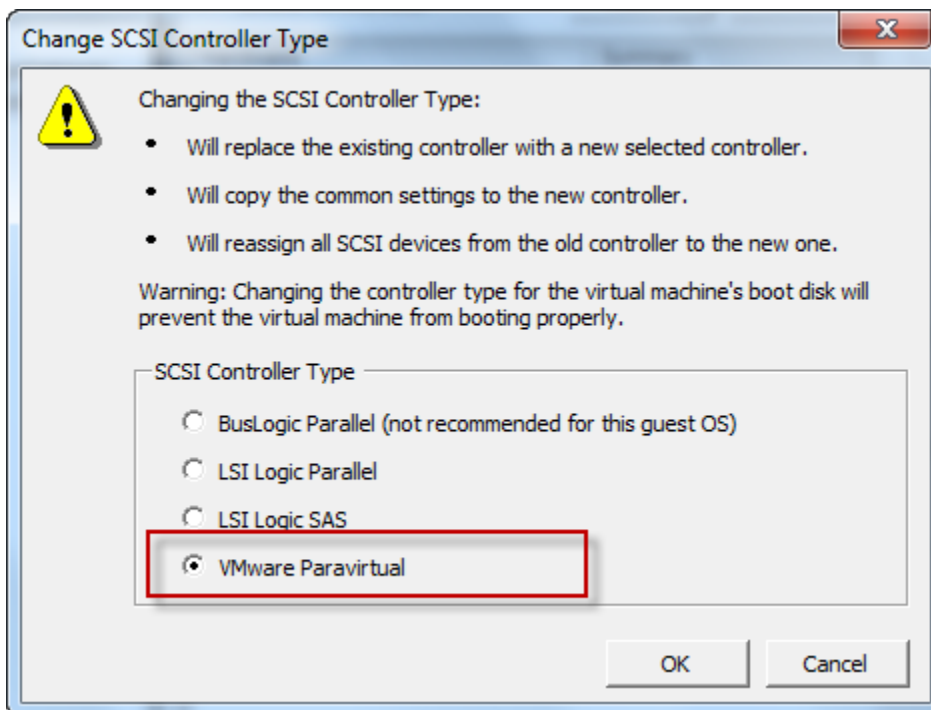 Change SCSI Controller Type
Changing the SCSI Controller Type:
• Will replace the existing controller with a new selected controller.
• Will copy the common settings to the new controller.
• Will reassign all SCSI devices from the old controller to the new one.
Warning: Changing the controller type for the virtual machine's boot disk will
prevent the virtual machine from booting properly.
SCSI Controller Type
BusLogic Parallel (not recommended for this guest OS)
LSI Logic Parallel
LSI Logic SAS
VMware Paravirtual
OK Cancel